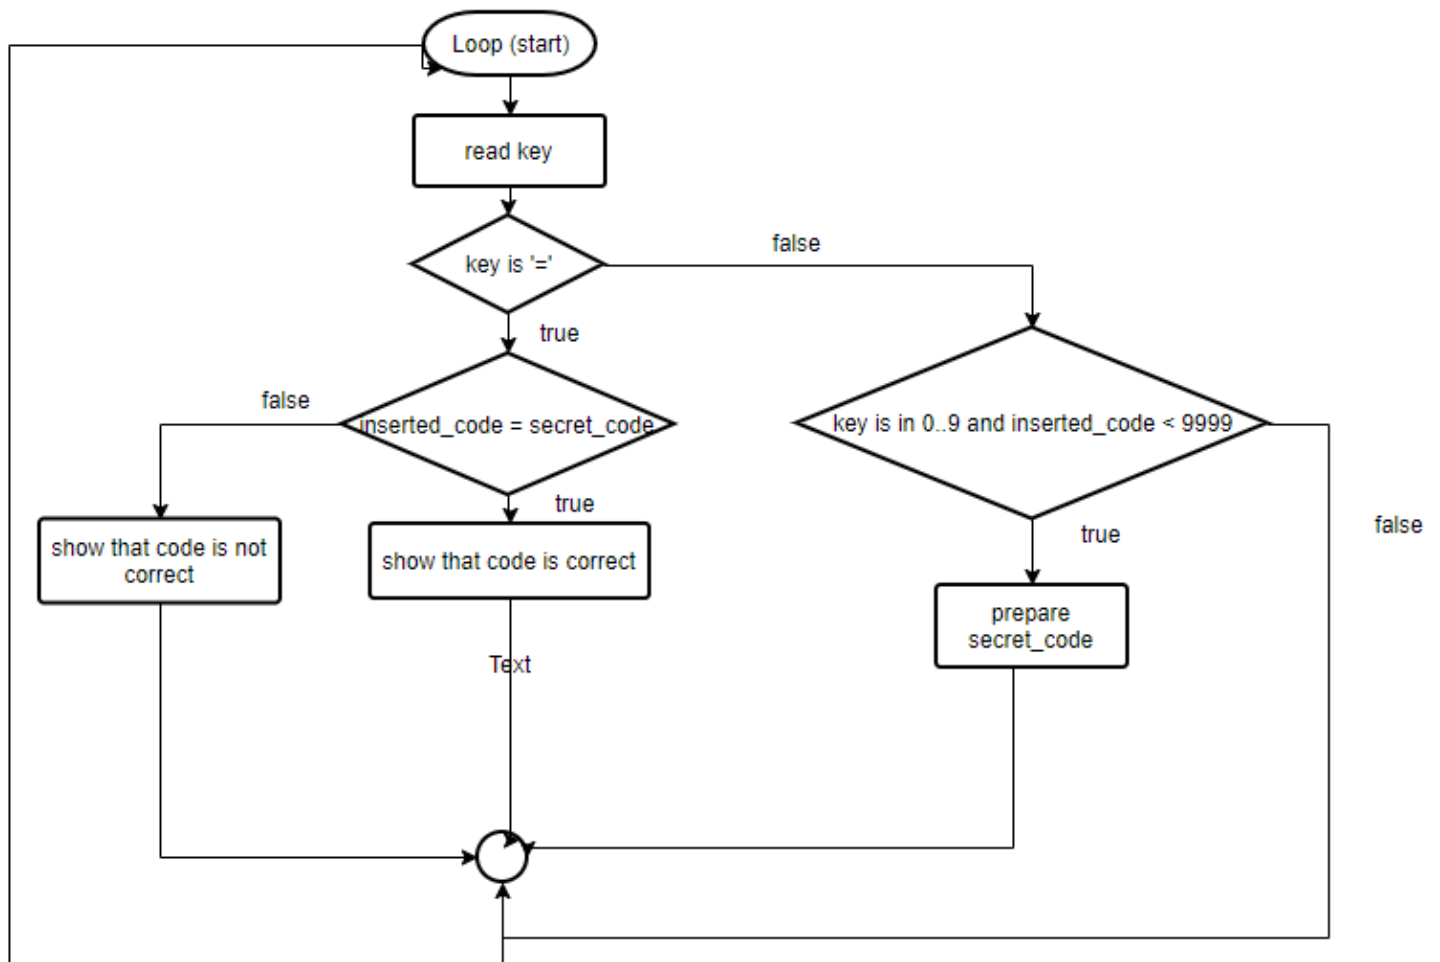 Loop (start)
read key
key is '='
false
true
false
inserted_code = secret_code
key is in 0..9 and inserted_code < 9999
true
false
true
show that code is not
correct
show that code is correct
prepare
secret_code
Text